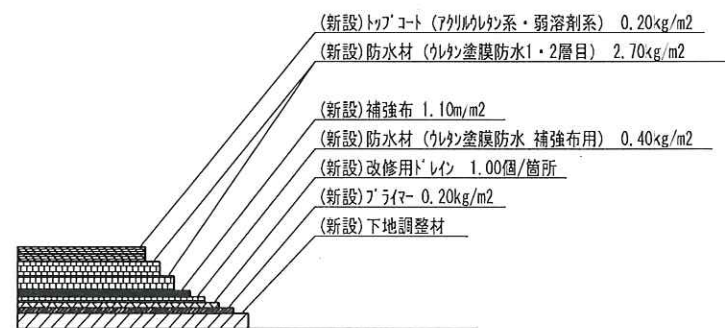 (新設)トップコート (アクリルウレタン系・弱溶剤系) 0.20kg/m2
(新設)防水材 (ウレタン塗膜防水1・2層目) 2.70kg/m2
(新設)補強布 1.10m/m2
(新設)防水材 (ウレタン塗膜防水 補強布用) 0.40kg/m2
(新設)改修用ドレイン 1.00個/箇所
(新設)プライマー 0.20kg/m2
(新設)下地調整材